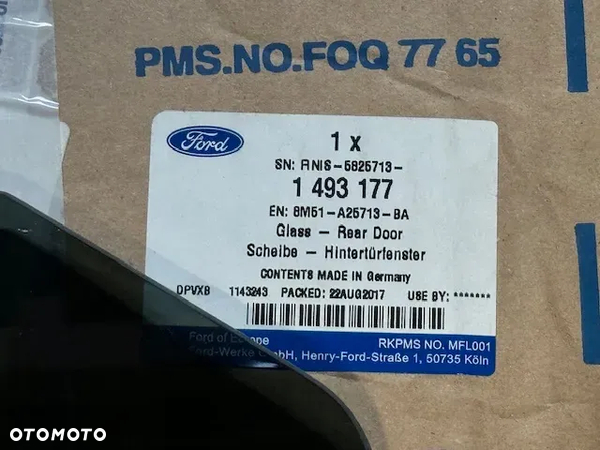 PMS.NO.FOQ 77 65
Ford
1 x
SN: RNIS-5825713-
1 493 177
EN: 8M51-A25713-BA
Glass - Rear Door
Scheibe - Hintertürfenster
CONTENTS MADE IN Germany
DPVXB 1143243 PACKED: 22AUG2017 USE BY: *******
Ford of Europe RKPMS NO. MFL001
Ford-Werke GmbH, Henry-Ford-Straße 1, 50735 Köln
OTOMOTO